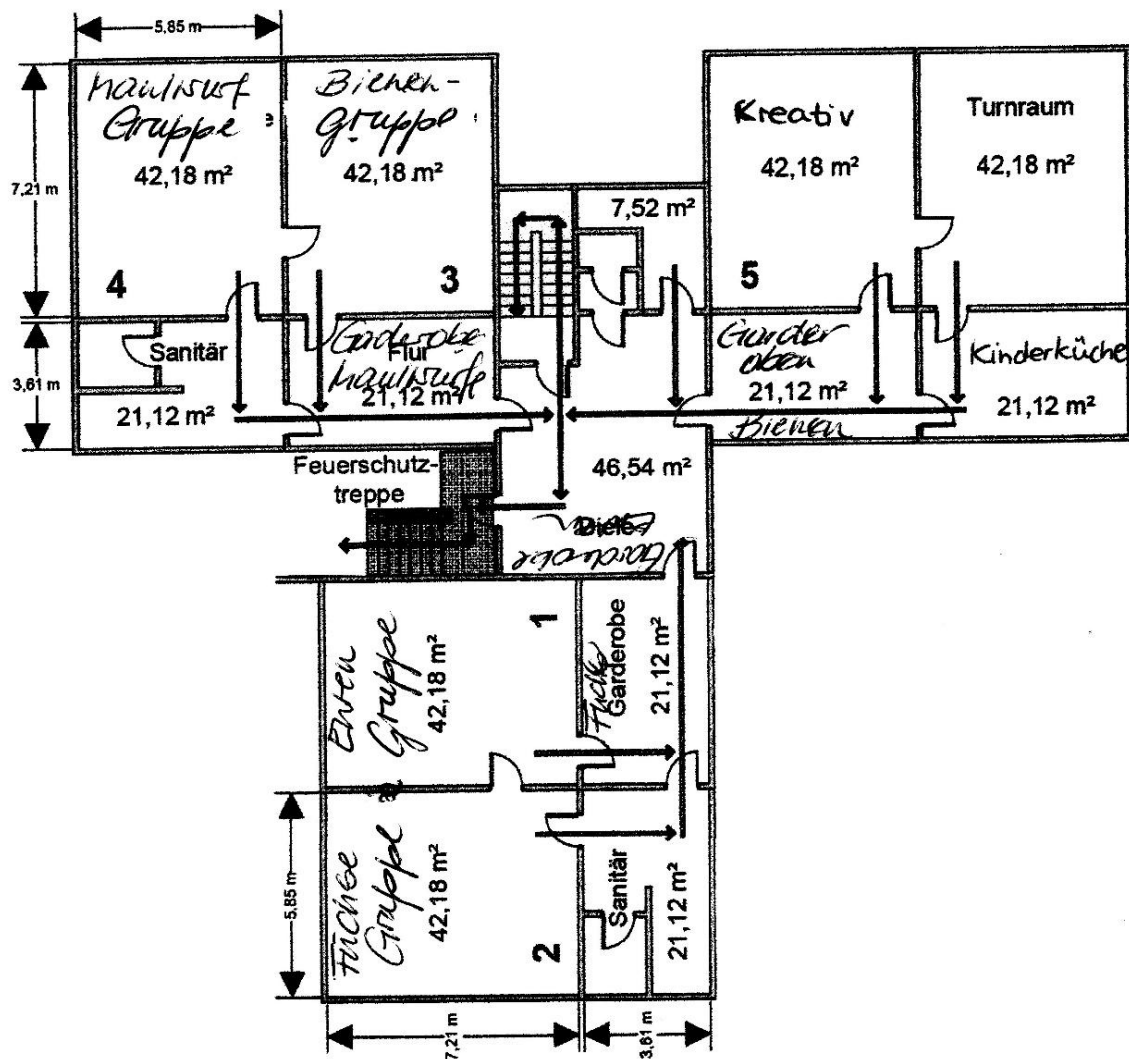 5,85 m
7,21 m
3,61 m
Maulwurf
Gruppe
42,18 m²
4
Bienen-
gruppe
42,18 m²
3
7,52 m²
Kreativ
42,18 m²
5
Turnraum
42,18 m²
Sanitär
21,12 m²
Garderobe
Flur
Maulwürfe
21,12 m²
Garder
oben
21,12 m²
Bienen
Kinderküche
21,12 m²
Feuerschutz-
treppe
46,54 m²
Diele
Garderobe
Eulen
Gruppe
42,18 m²
1
Füchse
Garderobe
21,12 m²
Füchse
Gruppe
42,18 m²
2
Sanitär
21,12 m²
5,85 m
7,21 m
3,61 m